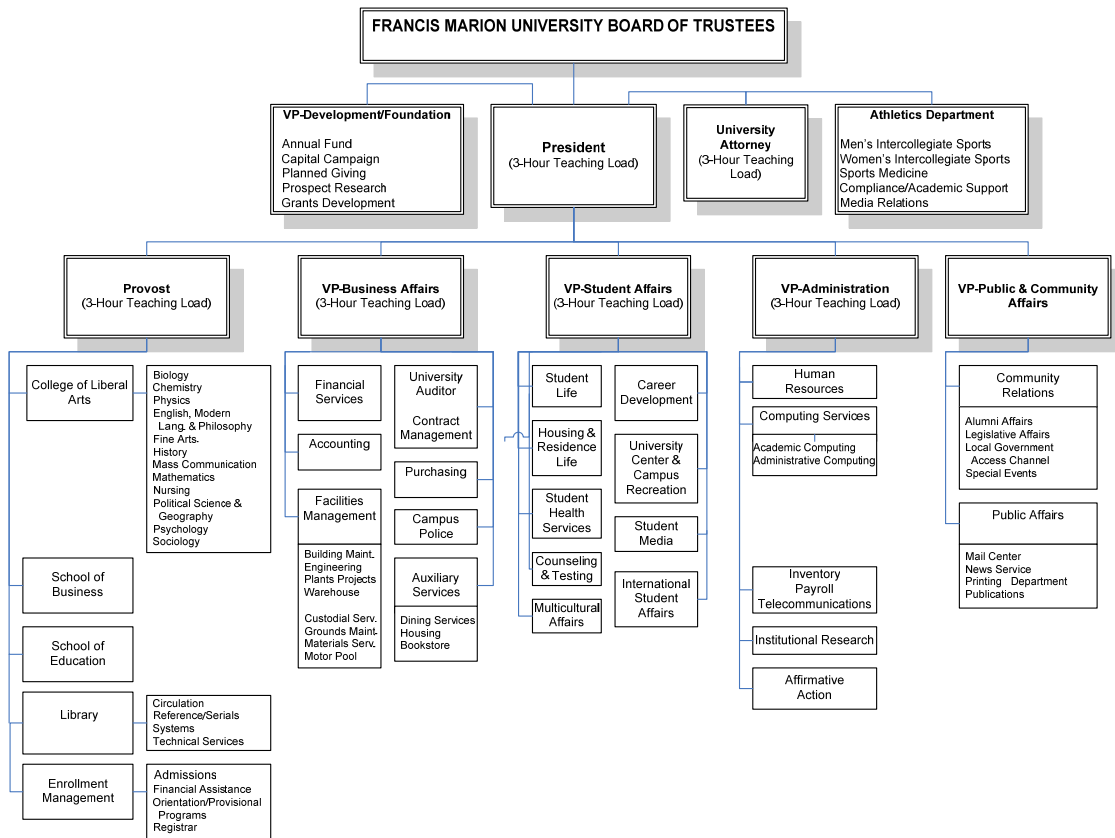 FRANCIS MARION UNIVERSITY BOARD OF TRUSTEES
VP-Development/Foundation
Annual Fund
Capital Campaign
Planned Giving
Prospect Research
Grants Development
President
(3-Hour Teaching Load)
University
Attorney
(3-Hour Teaching
Load)
Athletics Department
Men's Intercollegiate Sports
Women's Intercollegiate Sports
Sports Medicine
Compliance/Academic Support
Media Relations
Provost
(3-Hour Teaching Load)
VP-Business Affairs
(3-Hour Teaching Load)
VP-Student Affairs
(3-Hour Teaching Load)
VP-Administration
(3-Hour Teaching Load)
VP-Public & Community
Affairs
College of Liberal
Arts
Biology
Chemistry
Physics
English, Modern
Lang, & Philosophy
Fine Arts.
History
Mass Communication
Mathematics
Nursing
Political Science &
Geography
Psychology
Sociology
School of
Business
School of
Education
Library
Circulation
Reference/Serials
Systems
Technical Services
Enrollment
Management
Admissions
Financial Assistance
Orientation/Provisional
Programs
Registrar
Financial
Services
Accounting
Facilities
Management
Building Maint.
Engineering
Plants Projects
Warehouse
Custodial Serv.
Grounds Maint.
Materials Serv.
Motor Pool
University
Auditor
Contract
Management
Purchasing
Campus
Police
Auxiliary
Services
Dining Services
Housing
Bookstore
Student
Life
Housing &
Residence
Life
Student
Health
Services
Counseling
& Testing
Multicultural
Affairs
Career
Development
University
Center &
Campus
Recreation
Student
Media
International
Student
Affairs
Human
Resources
Computing Services
Academic Computing
Administrative Computing
Inventory
Payroll
Telecommunications
Institutional Research
Affirmative
Action
Community
Relations
Alumni Affairs
Legislative Affairs
Local Government
Access Channel
Special Events
Public Affairs
Mail Center
News Service
Printing Department
Publications